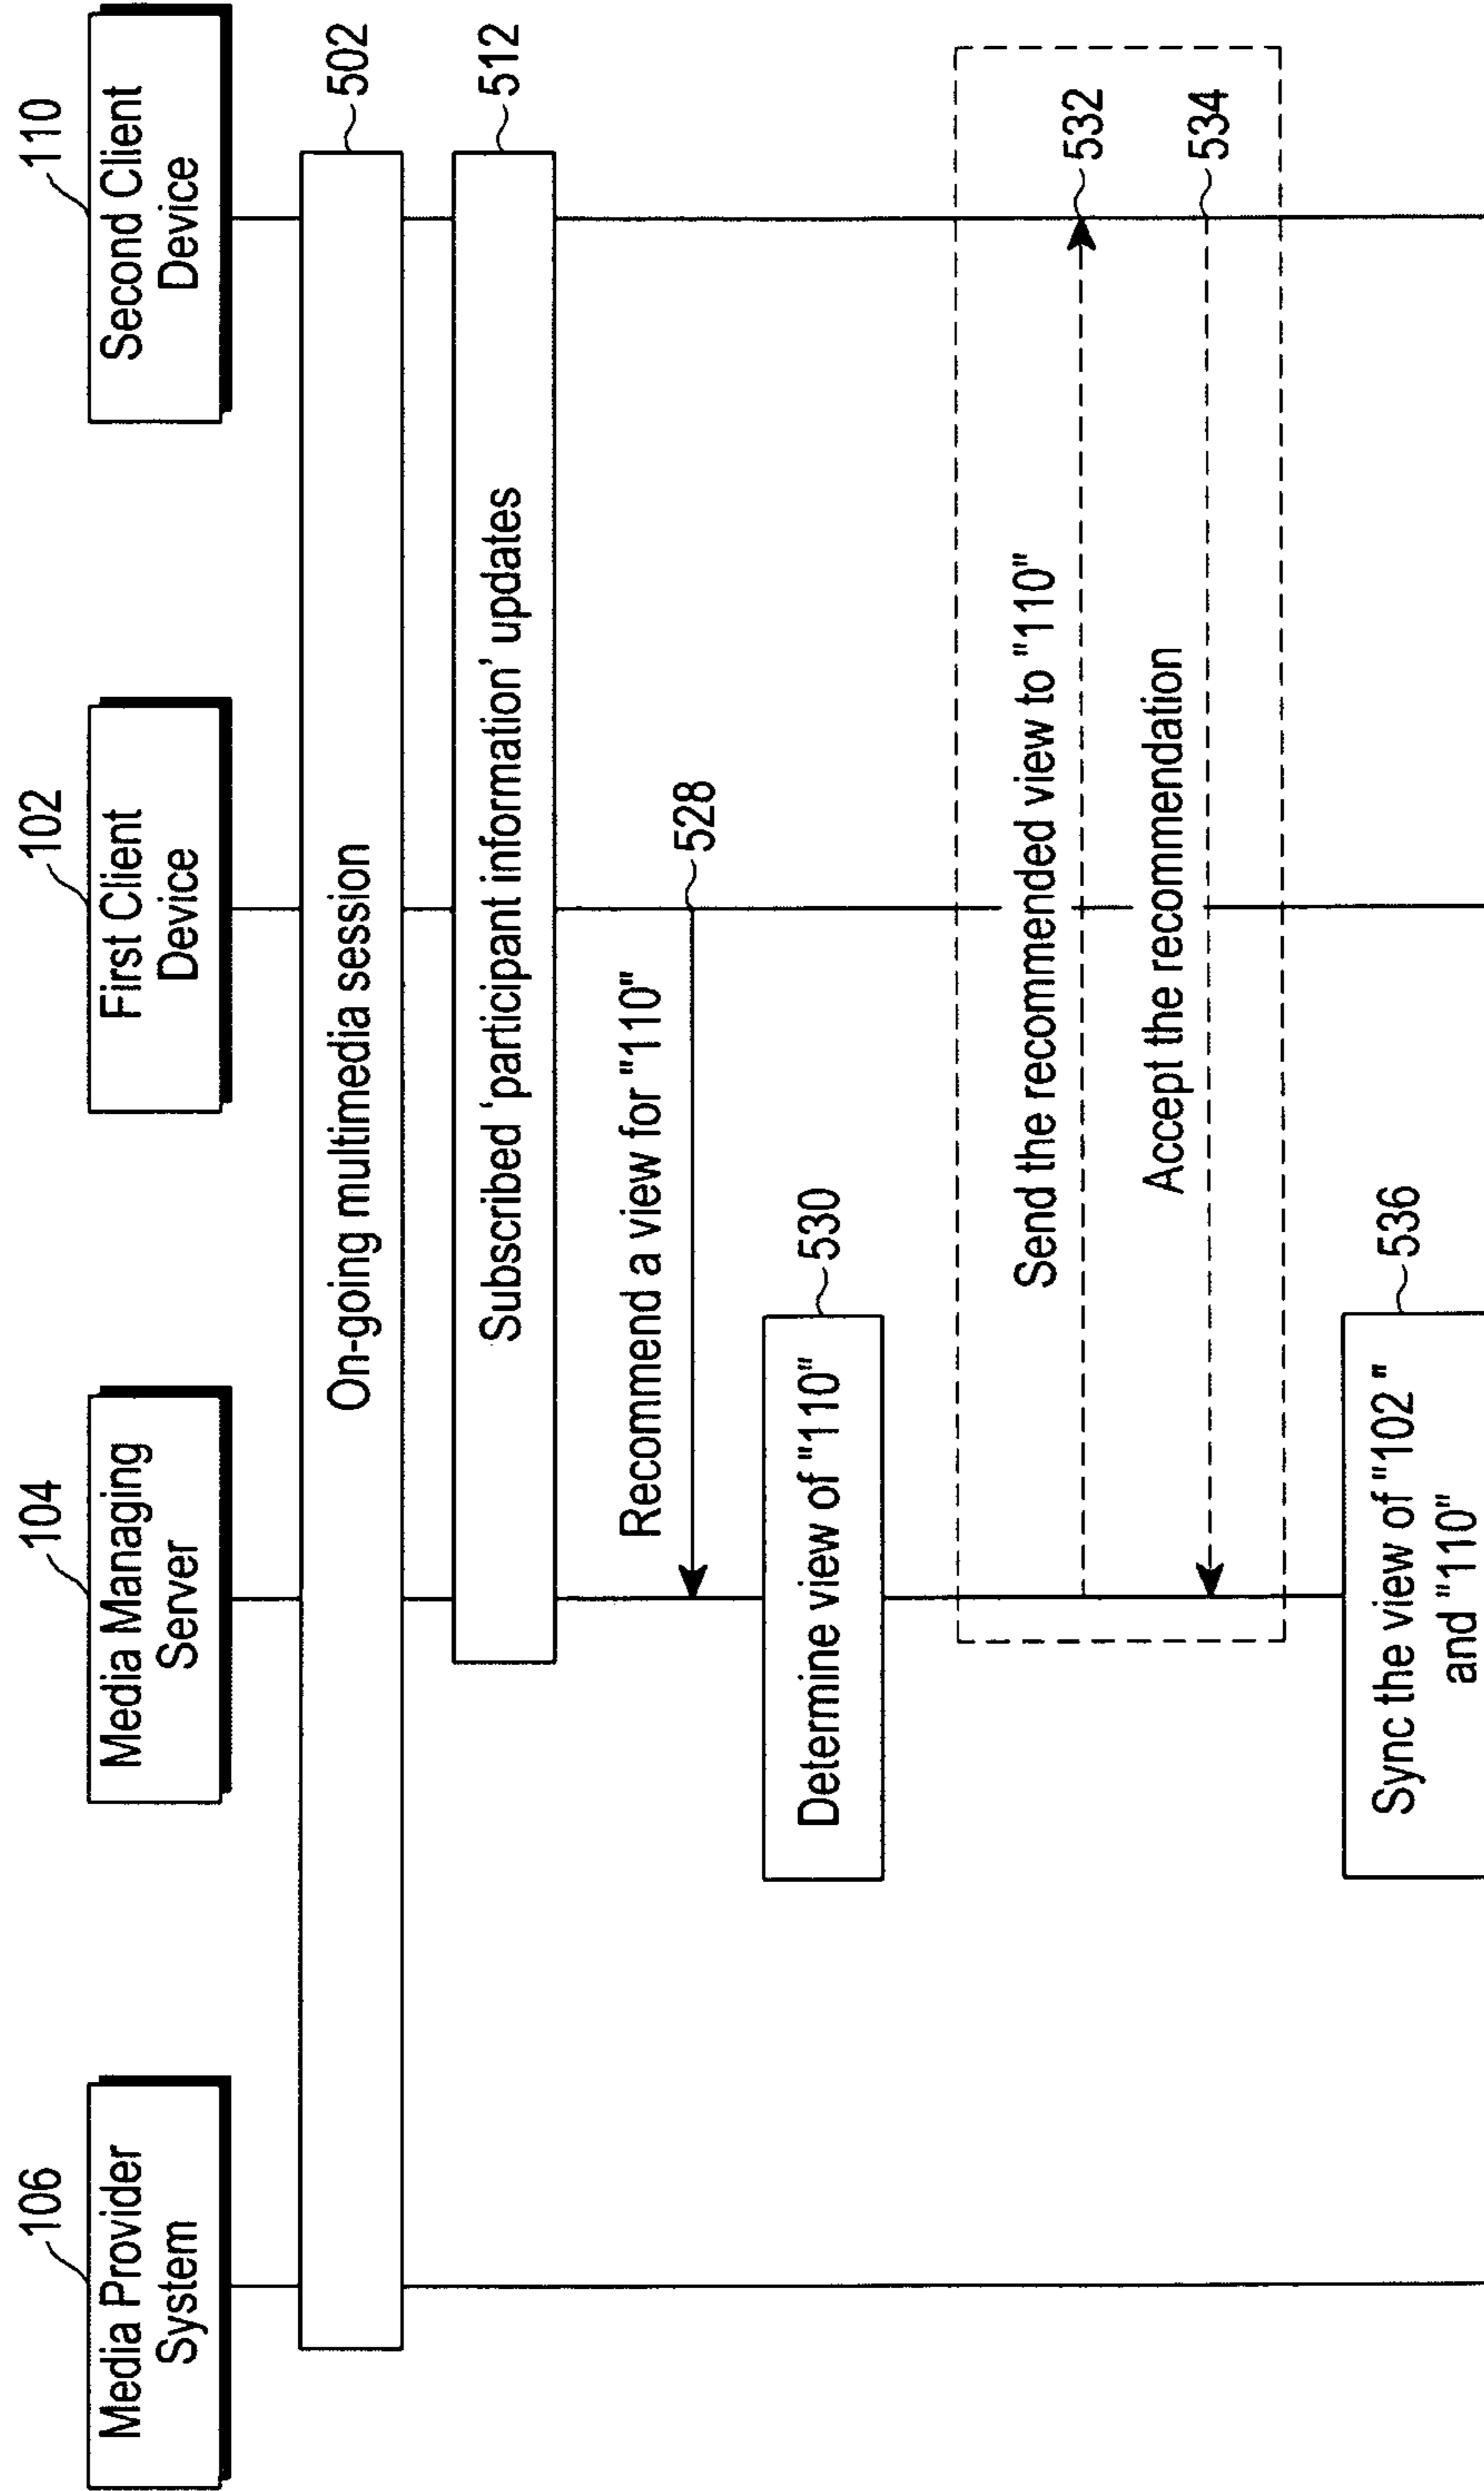 106
104
102
110
Media Provider
System
Media Managing
Server
First Client
Device
Second Client
Device
On-going multimedia session
502
Subscribed 'participant information' updates
512
Recommend a view for "110"
528
Determine view of "110"
530
Send the recommended view to "110"
532
Accept the recommendation
534
Sync the view of "102 "
and "110"
536